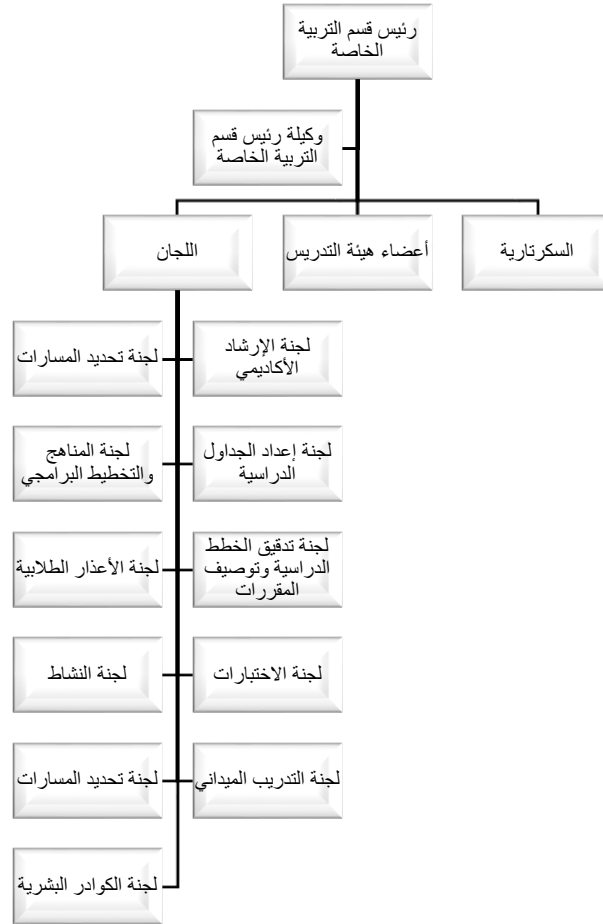 رئيس قسم التربية
الخاصة
وكيلة رئيس قسم
التربية الخاصة
السكرتارية
أعضاء هيئة التدريس
اللجان
لجنة الإرشاد
الأكاديمي
لجنة تحديد المسارات
لجنة إعداد الجداول
الدراسية
لجنة المناهج
والتخطيط البرامجي
لجنة تدقيق الخطط
الدراسية وتوصيف
المقررات
لجنة الأعذار الطلابية
لجنة الاختبارات
لجنة النشاط
لجنة التدريب الميداني
لجنة تحديد المسارات
لجنة الكوادر البشرية